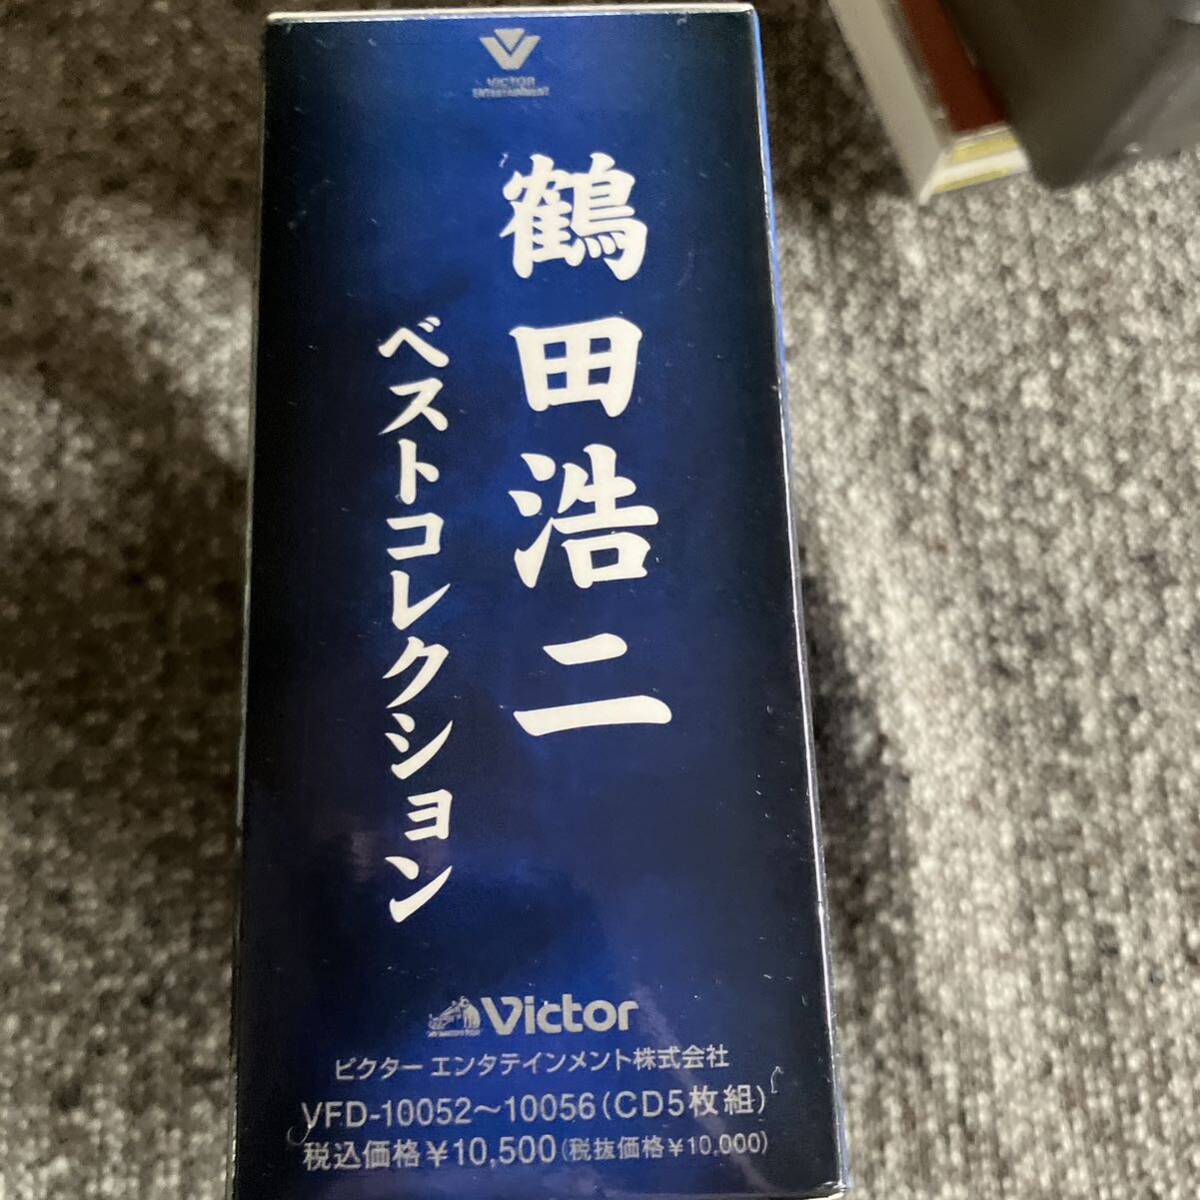 VICTOR
Entertainment
鶴田浩二
ベストコレクション
Victor
ビクター エンタテインメント株式会社
VFD-10052～10056(CD5枚組)
税込価格￥10,500(税抜価格￥10,000)